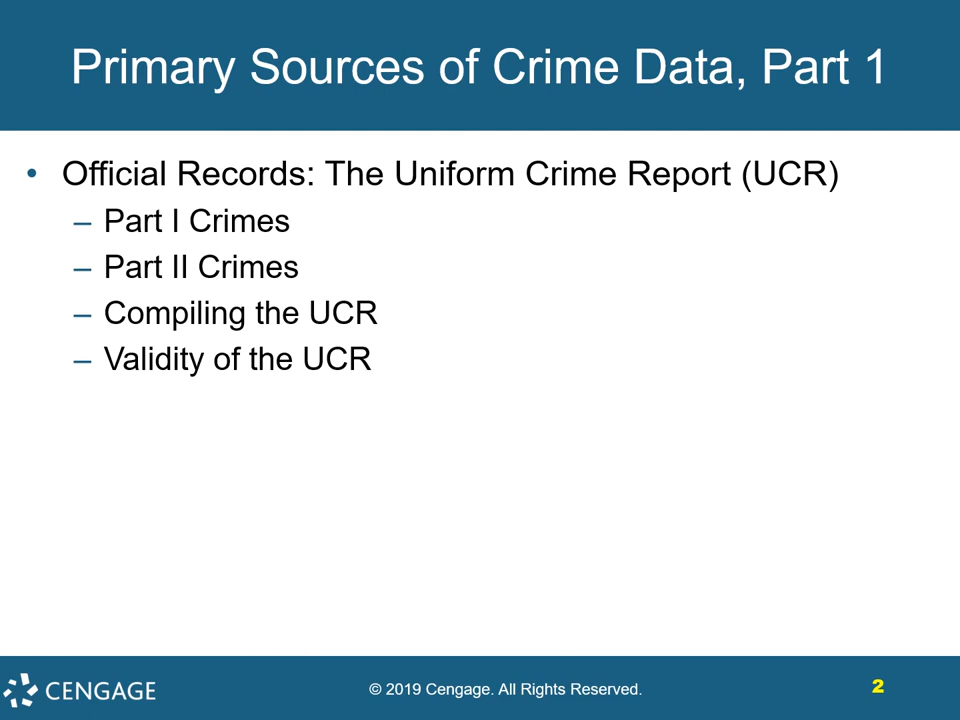 Primary Sources of Crime Data, Part 1
• Official Records: The Uniform Crime Report (UCR)
– Part I Crimes
– Part II Crimes
– Compiling the UCR
– Validity of the UCR
CENGAGE
© 2019 Cengage. All Rights Reserved.
2